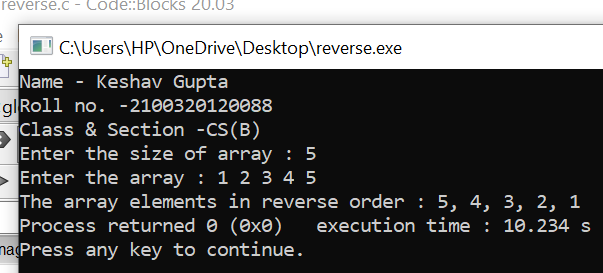 reverse.c - Code::Blocks 20.03
C:\Users\HP\OneDrive\Desktop\reverse.exe
Name - Keshav Gupta
Roll no. -2100320120088
Class & Section -CS(B)
Enter the size of array : 5
Enter the array : 1 2 3 4 5
The array elements in reverse order : 5, 4, 3, 2, 1
Process returned 0 (0x0)   execution time : 10.234 s
Press any key to continue.